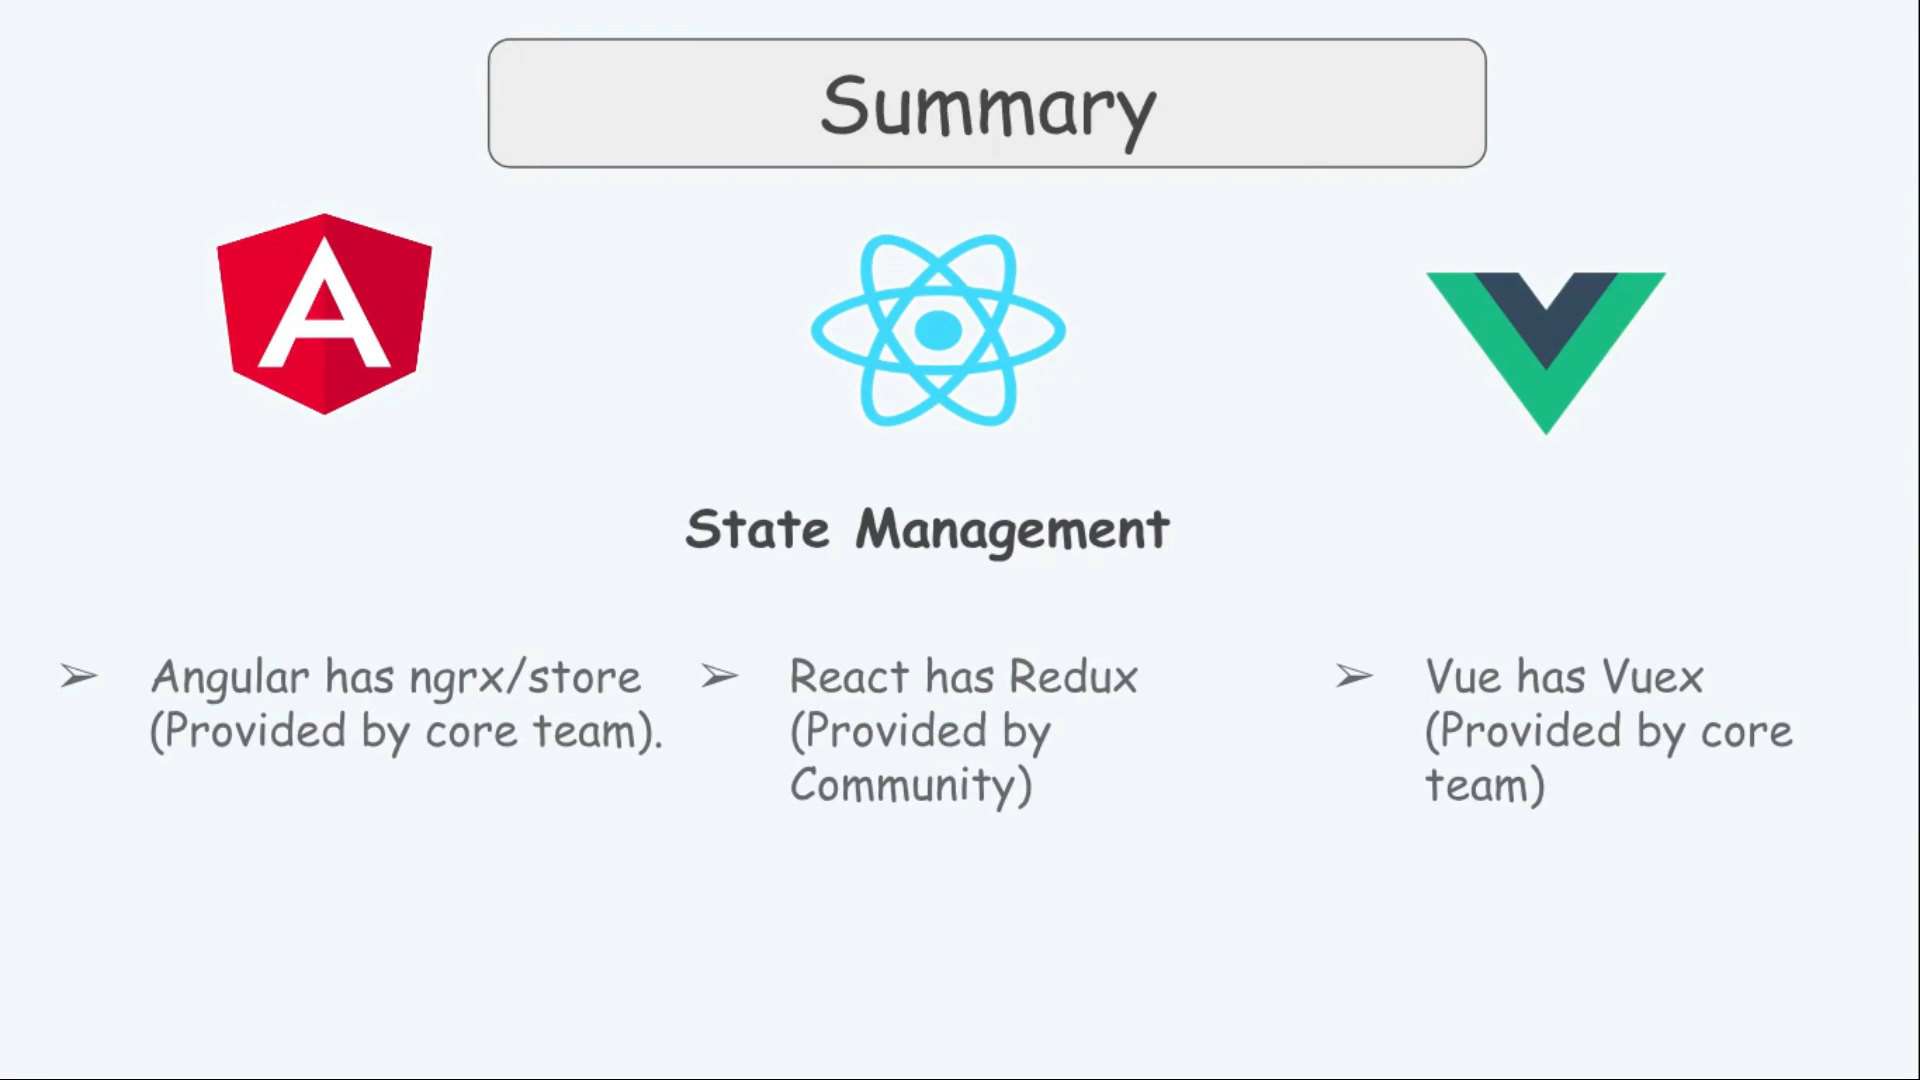 Summary
State Management
➢ Angular has ngrx/store
(Provided by core team).
➢ React has Redux
(Provided by
Community)
➢ Vue has Vuex
(Provided by core
team)